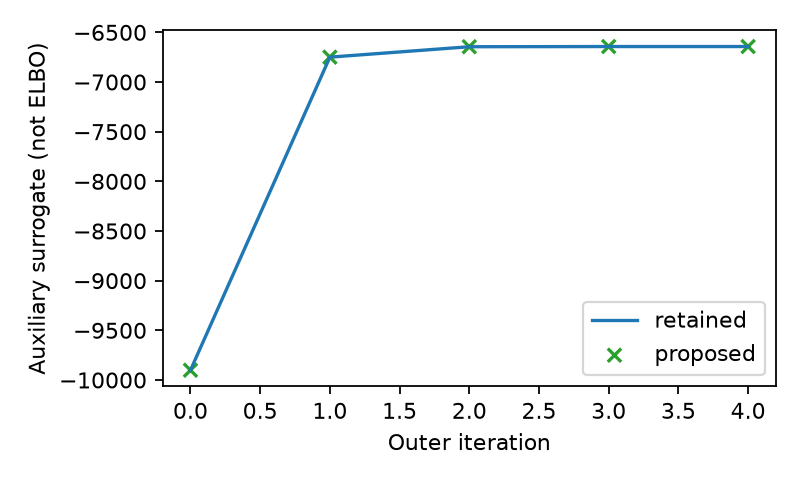 Auxiliary surrogate (not ELBO)
−6500
−7000
−7500
−8000
−8500
−9000
−9500
−10000
retained
proposed
0.0 0.5 1.0 1.5 2.0 2.5 3.0 3.5 4.0
Outer iteration